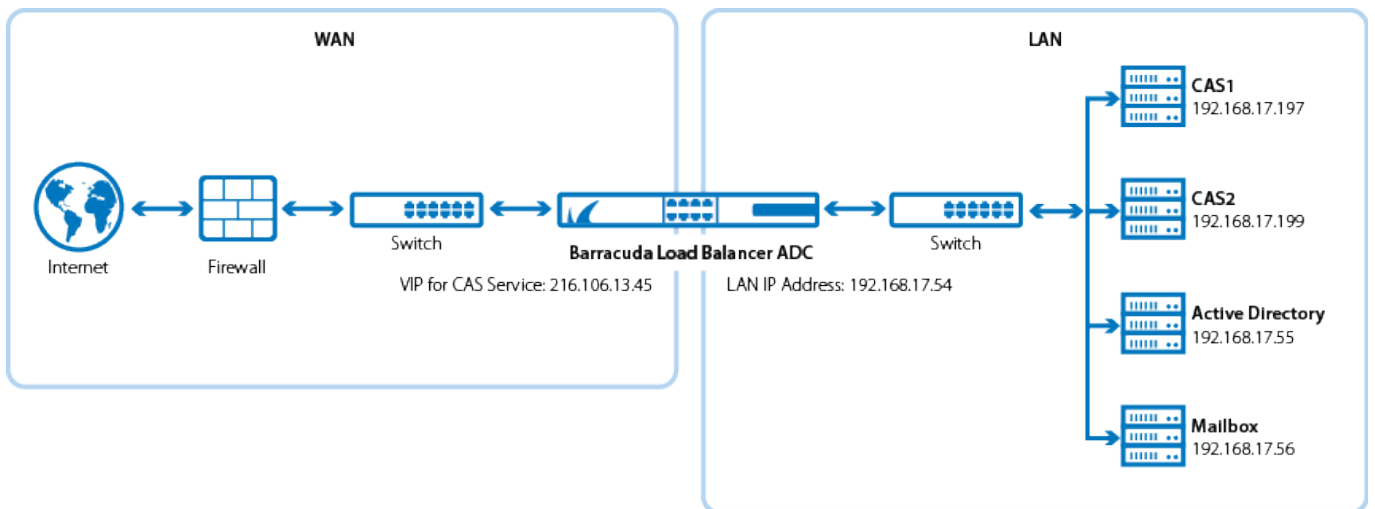 WAN
LAN
CAS1
192.168.17.197
CAS2
192.168.17.199
Switch
Switch
Internet
Firewall
Barracuda Load Balancer ADC
VIP for CAS Service: 216.106.13.45
LAN IP Address: 192.168.17.54
Active Directory
192.168.17.55
Mailbox
192.168.17.56